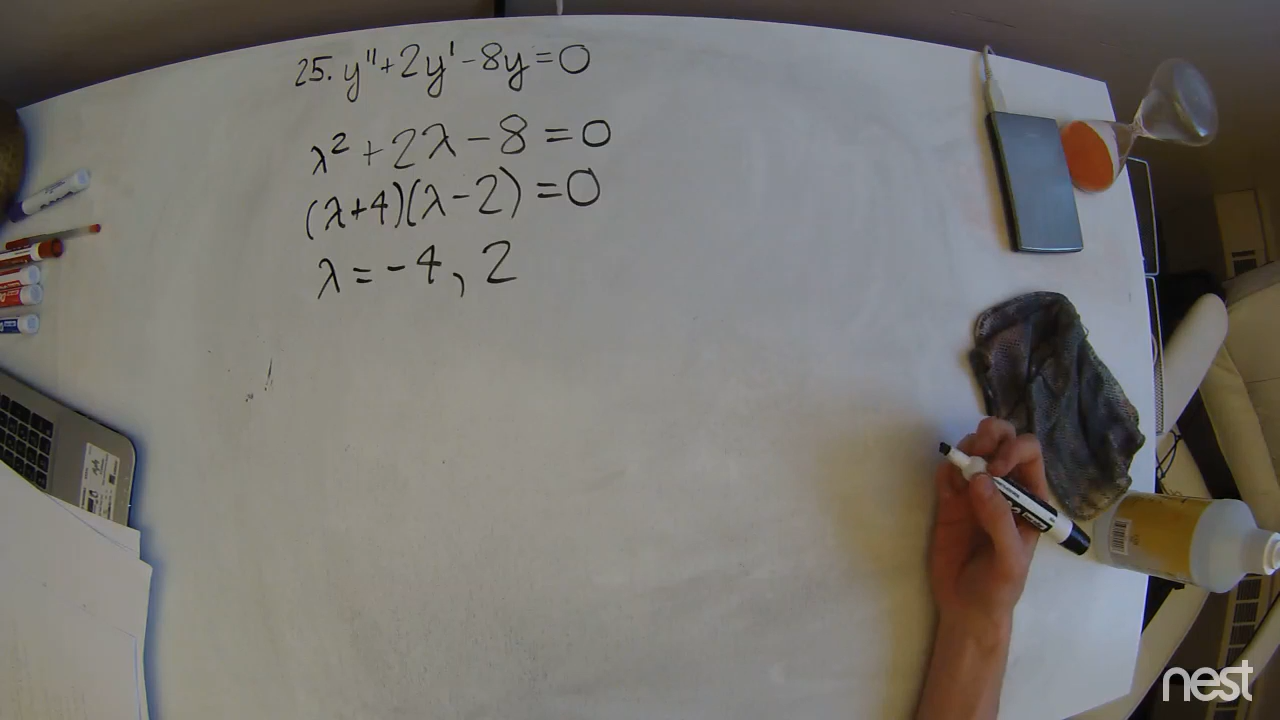 25. y''+2y'-8y=0
λ²+2λ-8=0
(λ+4)(λ-2)=0
λ=-4, 2
nest